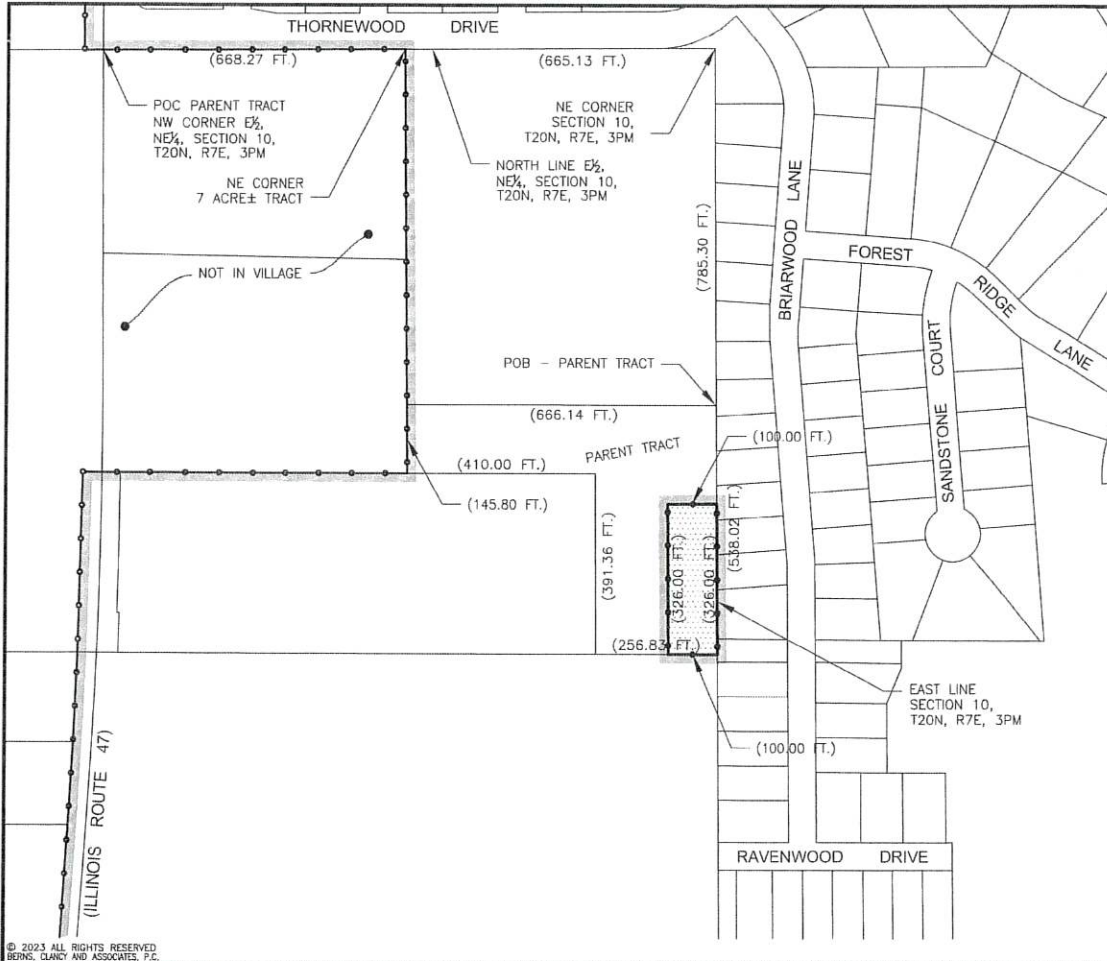 THORNEWOOD DRIVE
(668.27 FT.)
(665.13 FT.)
POC PARENT TRACT
NW CORNER E½,
NE¼, SECTION 10,
T20N, R7E, 3PM
NE CORNER
SECTION 10,
T20N, R7E, 3PM
NORTH LINE E½,
NE¼, SECTION 10,
T20N, R7E, 3PM
NE CORNER
7 ACRE± TRACT
NOT IN VILLAGE
(785.30 FT.)
BRIARWOOD LANE
FOREST RIDGE LANE
SANDSTONE COURT
POB - PARENT TRACT
(666.14 FT.)
PARENT TRACT
(100.00 FT.)
(410.00 FT.)
(145.80 FT.)
(391.36 FT.)
(326.00 FT.)
(326.00 FT.)
(538.02 FT.)
(256.83 FT.)
EAST LINE
SECTION 10,
T20N, R7E, 3PM
(100.00 FT.)
(ILLINOIS ROUTE 47)
RAVENWOOD DRIVE
© 2023 ALL RIGHTS RESERVED
BERNS, CLANCY AND ASSOCIATES, P.C.